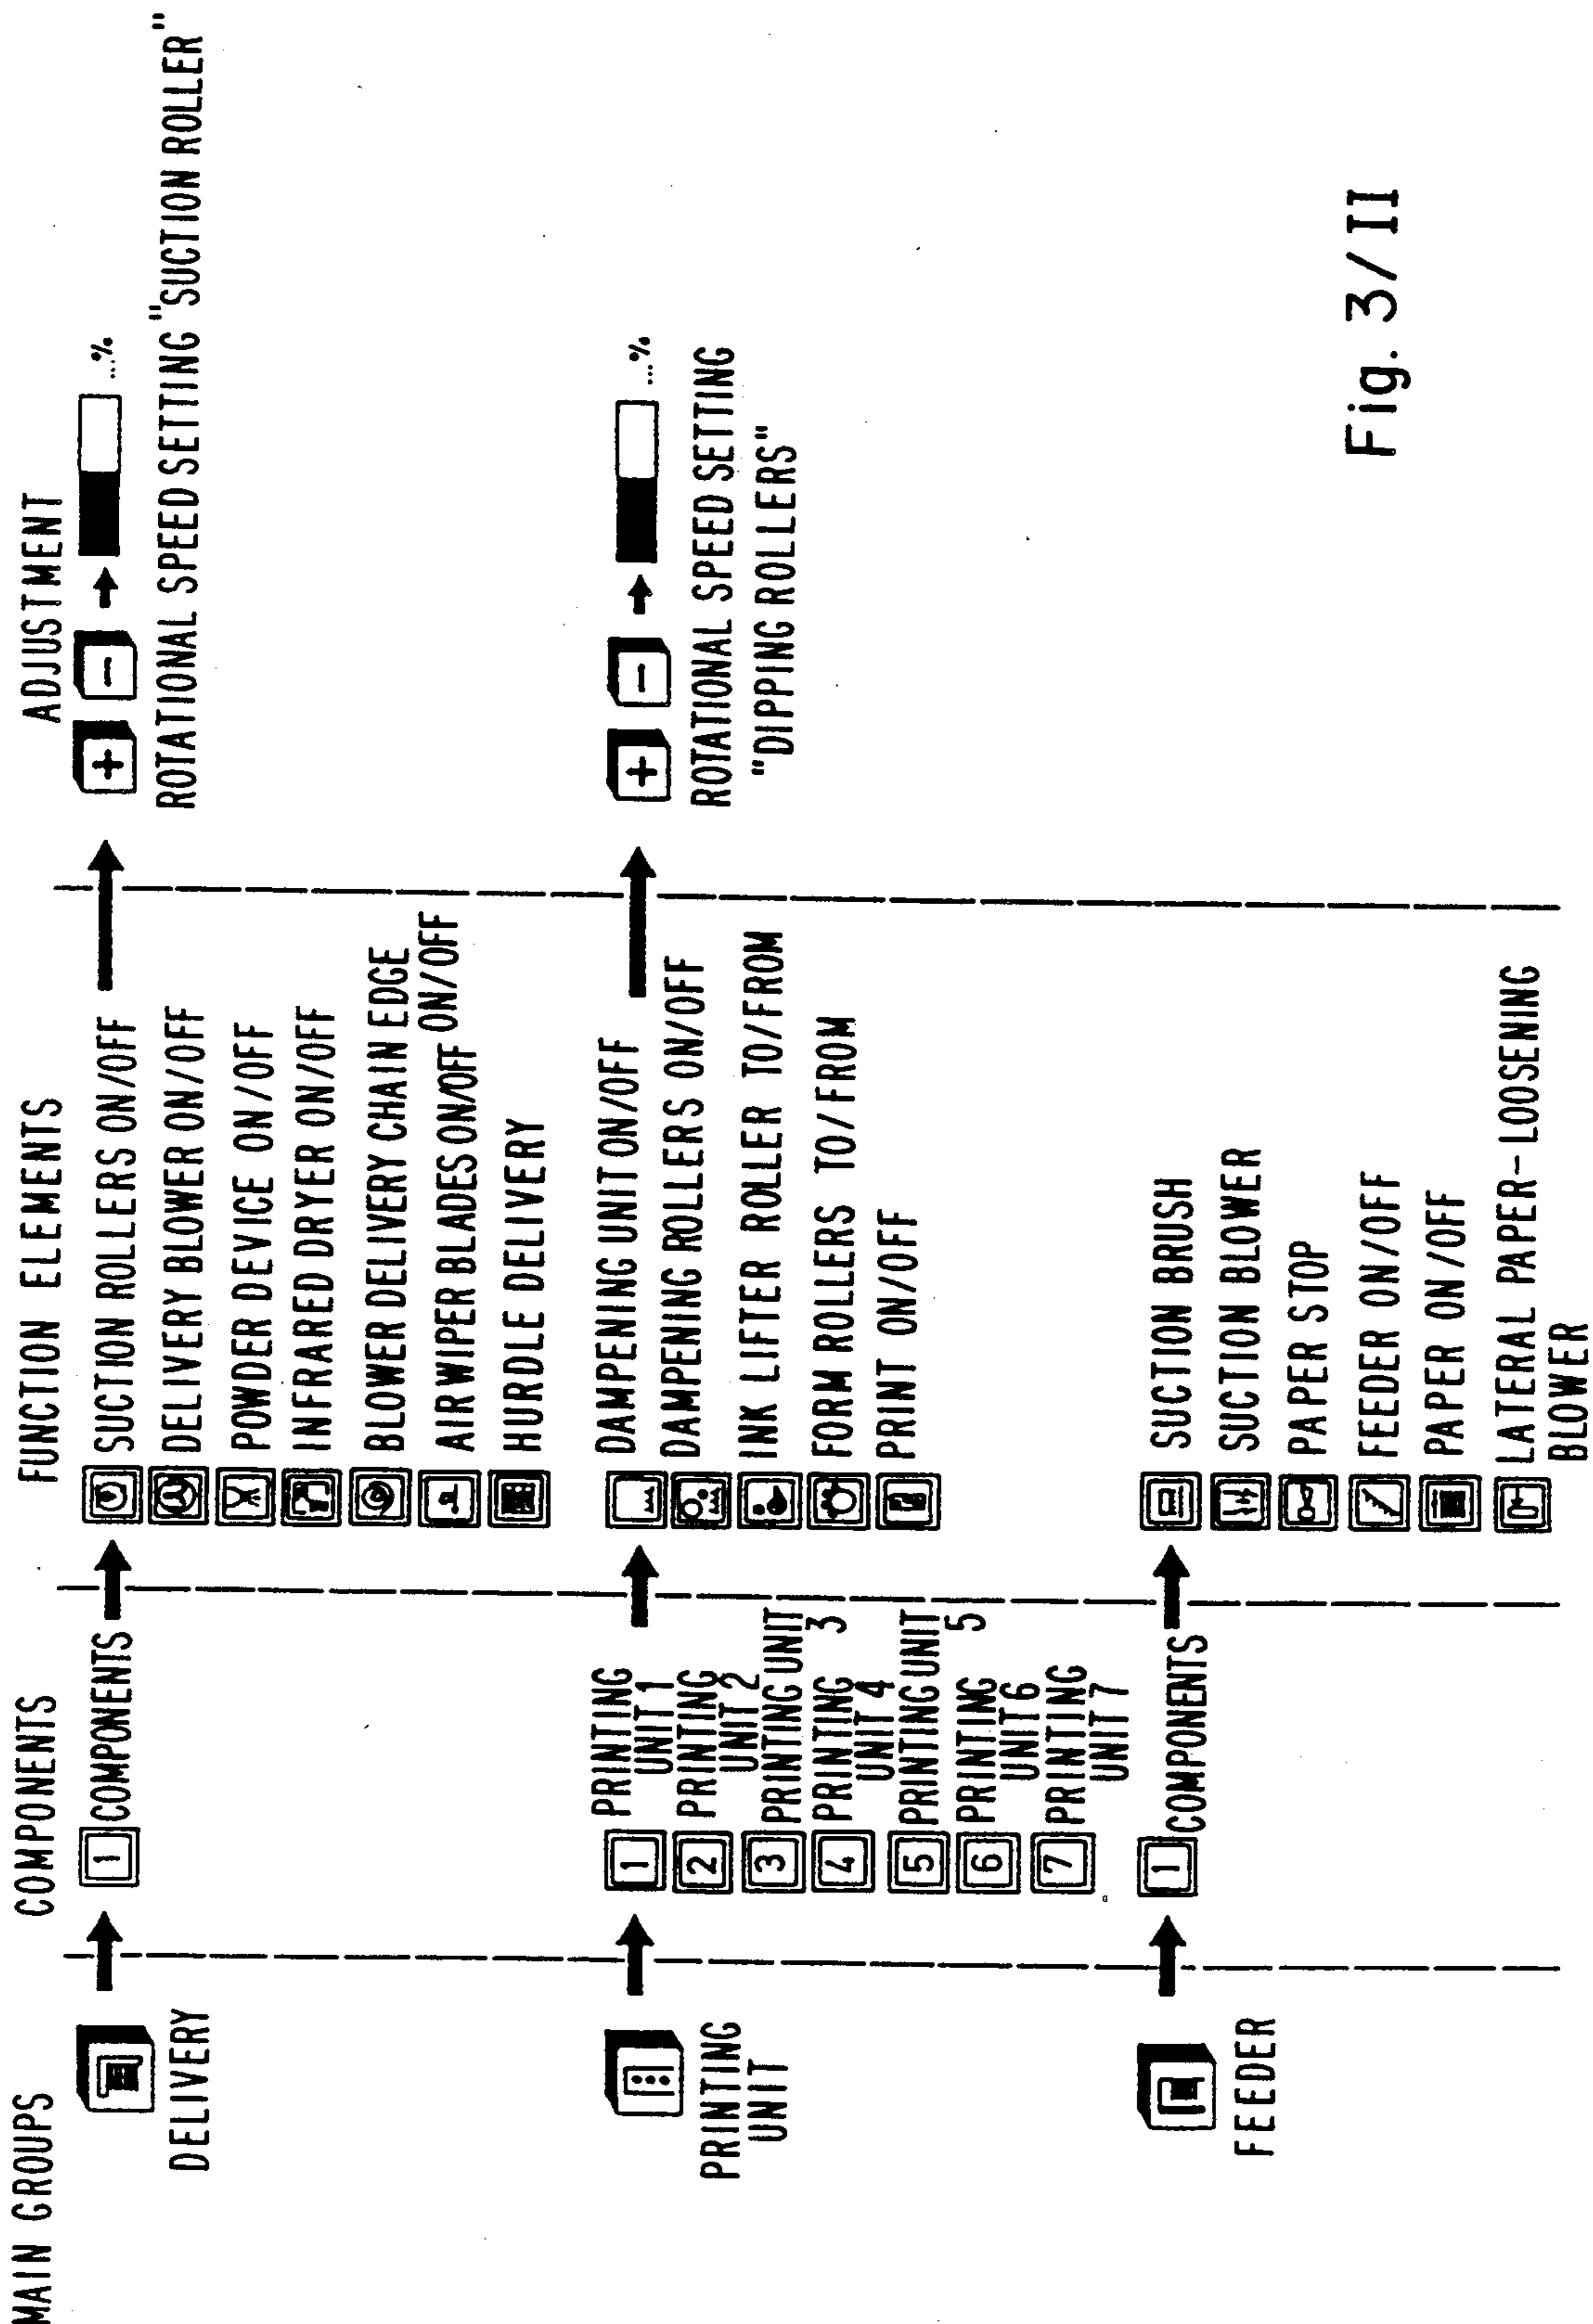 MAIN GROUPS
COMPONENTS
FUNCTION ELEMENTS
ADJUSTMENT
DELIVERY
1 COMPONENTS
SUCTION ROLLERS ON/OFF
DELIVERY BLOWER ON/OFF
POWDER DEVICE ON/OFF
INFRARED DRYER ON/OFF
BLOWER DELIVERY CHAIN EDGE
ON/OFF
AIRWIPER BLADES ON/OFF
HURDLE DELIVERY
+ − ...%
ROTATIONAL SPEED SETTING "SUCTION ROLLER"
PRINTING
UNIT
1 PRINTING
UNIT 1
2 PRINTING
UNIT 2
3 PRINTING UNIT
3
4 PRINTING
UNIT 4
5 PRINTING UNIT
5
6 PRINTING
UNIT 6
7 PRINTING
UNIT 7
DAMPENING UNIT ON/OFF
DAMPENING ROLLERS ON/OFF
INK LIFTER ROLLER TO/FROM
FORM ROLLERS TO/FROM
PRINT ON/OFF
+ − ...%
ROTATIONAL SPEED SETTING
"DIPPING ROLLERS"
FEEDER
1 COMPONENTS
SUCTION BRUSH
SUCTION BLOWER
PAPER STOP
FEEDER ON/OFF
PAPER ON/OFF
LATERAL PAPER-LOOSENING
BLOWER
Fig. 3/II